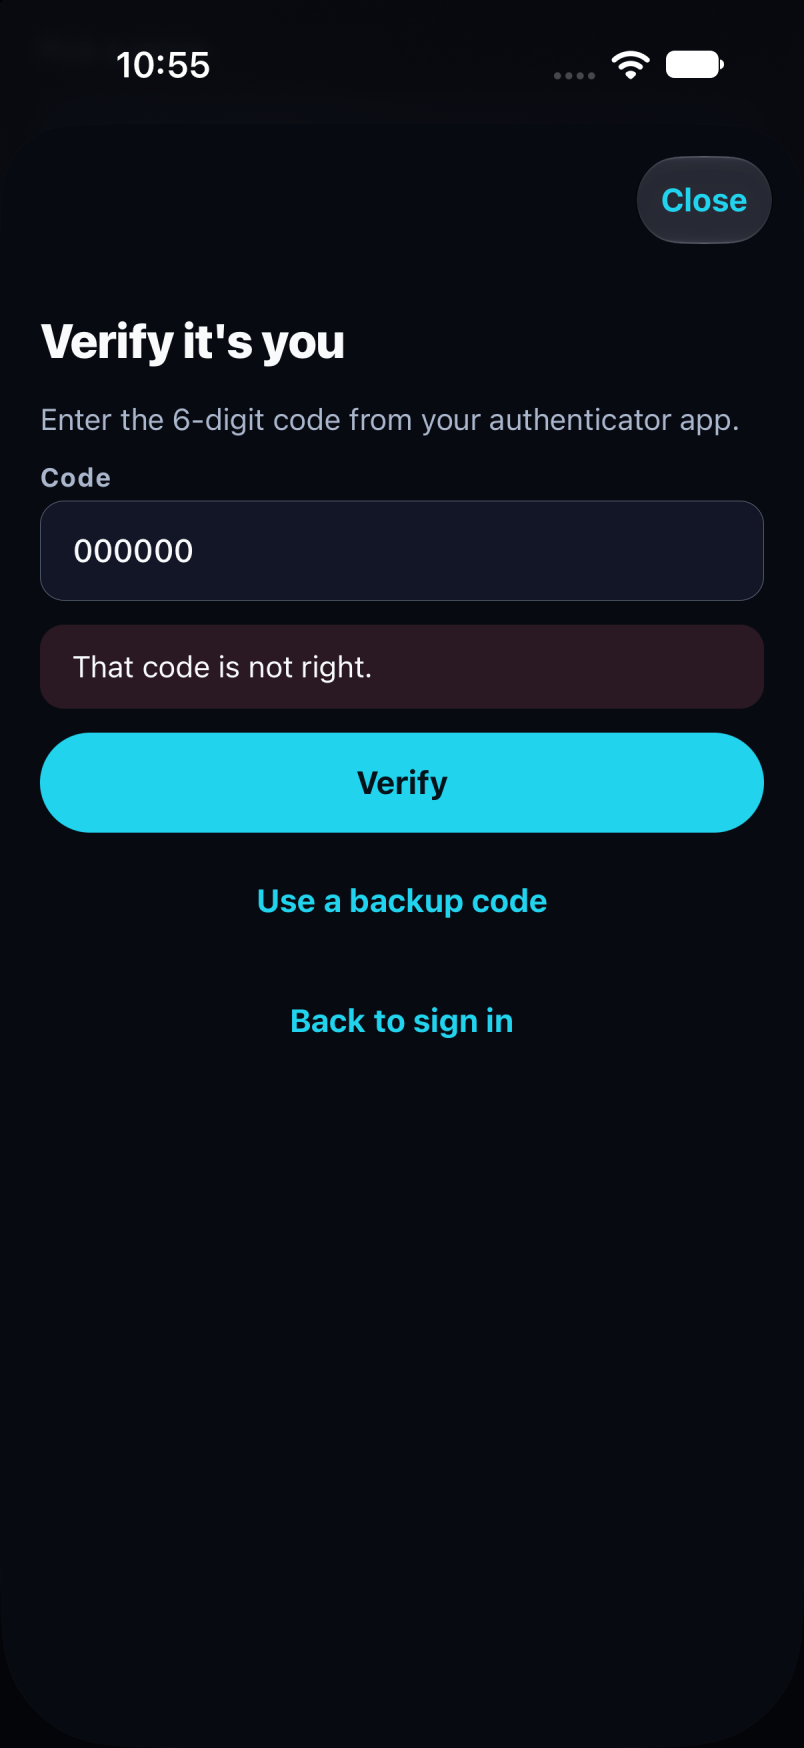 10:55
Close
Verify it's you
Enter the 6-digit code from your authenticator app.
Code
000000
That code is not right.
Verify
Use a backup code
Back to sign in